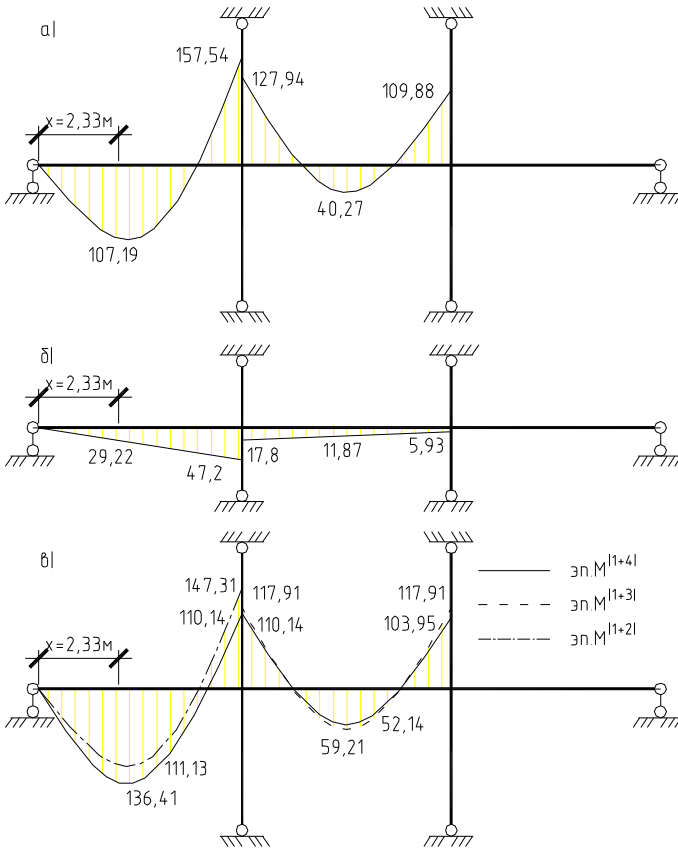 а)
157,54
127,94
109,88
x=2,33м
40,27
107,19
б)
x=2,33м
29,22
47,2
17,8
11,87
5,93
в)
эп.М^(1+4)
147,31
117,91
117,91
110,14
110,14
103,95
эп.М^(1+3)
эп.М^(1+2)
x=2,33м
52,14
59,21
111,13
136,41